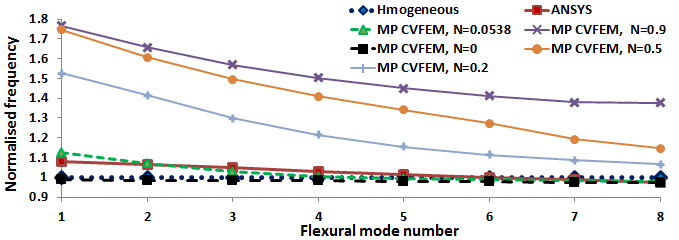 Hmogeneous
ANSYS
MP CVFEM, N=0.0538
MP CVFEM, N=0.9
MP CVFEM, N=0
MP CVFEM, N=0.5
MP CVFEM, N=0.2
Normalised frequency
1.8
1.7
1.6
1.5
1.4
1.3
1.2
1.1
1
0.9
1 2 3 4 5 6 7 8
Flexural mode number